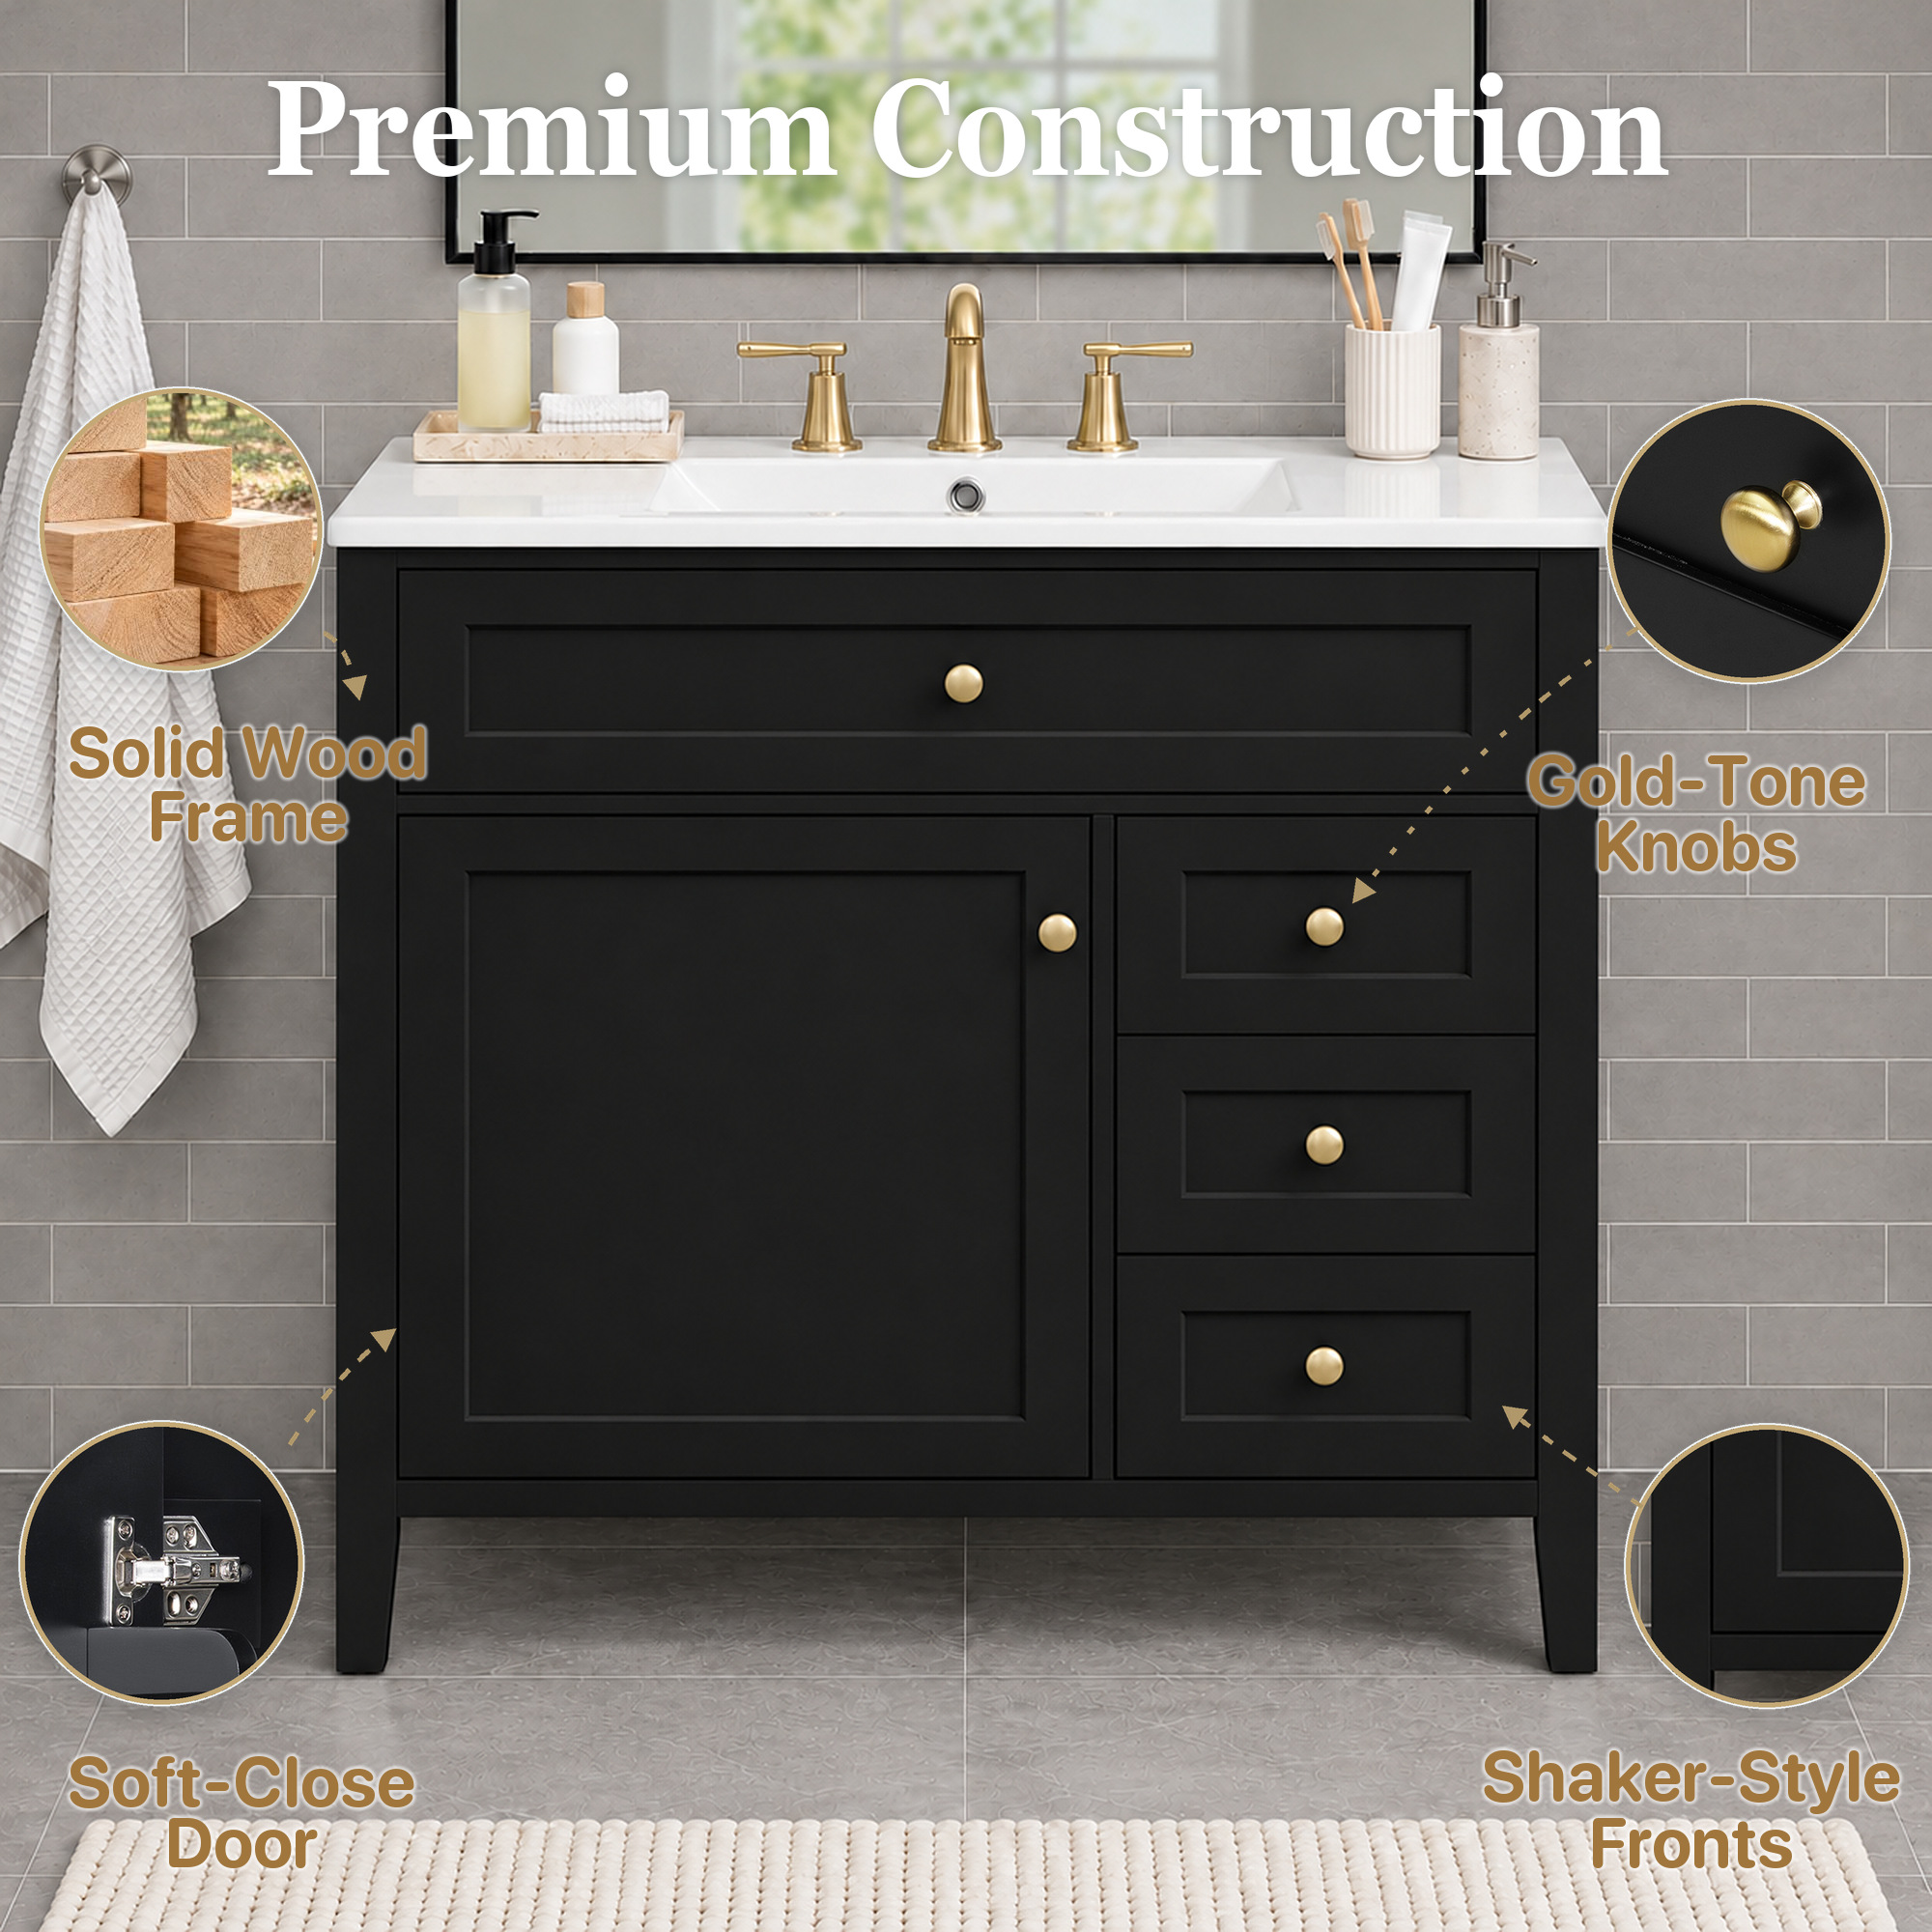 Premium Construction
Solid Wood
Frame
Gold-Tone
Knobs
Soft-Close
Door
Shaker-Style
Fronts